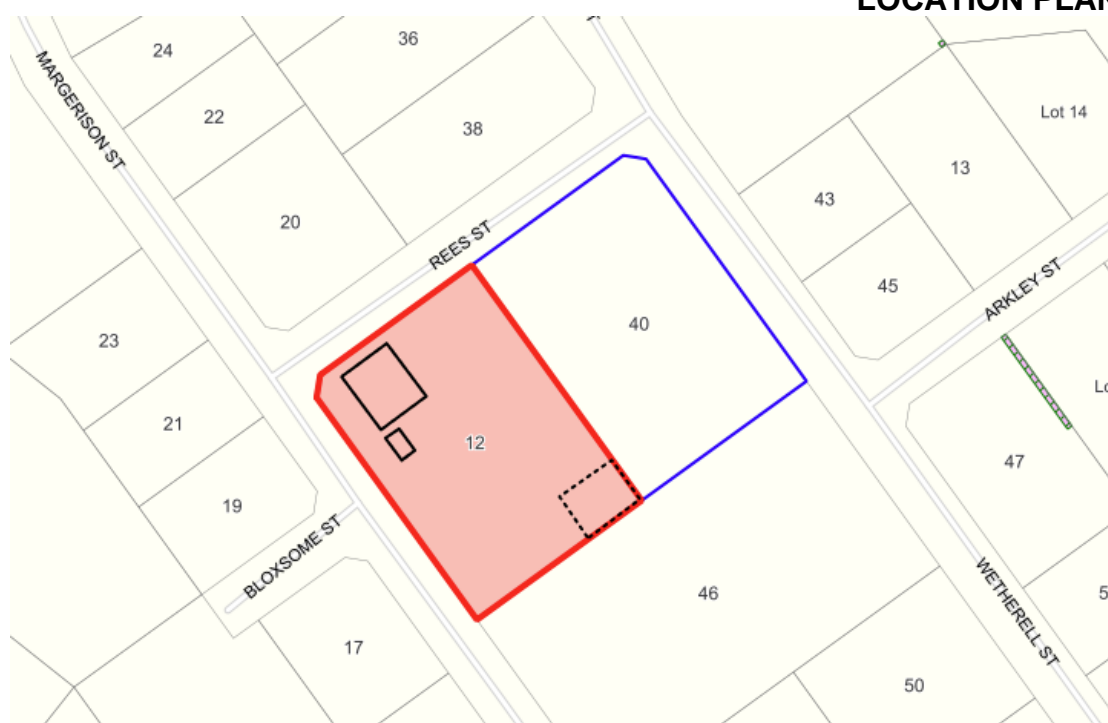 LOCATION PLAN
24
36
MARGERISON ST
22
38
Lot 14
13
43
20
REES ST
45
ARKLEY ST
23
40
21
12
47
19
BLOXSOME ST
46
WETHERELL ST
17
50